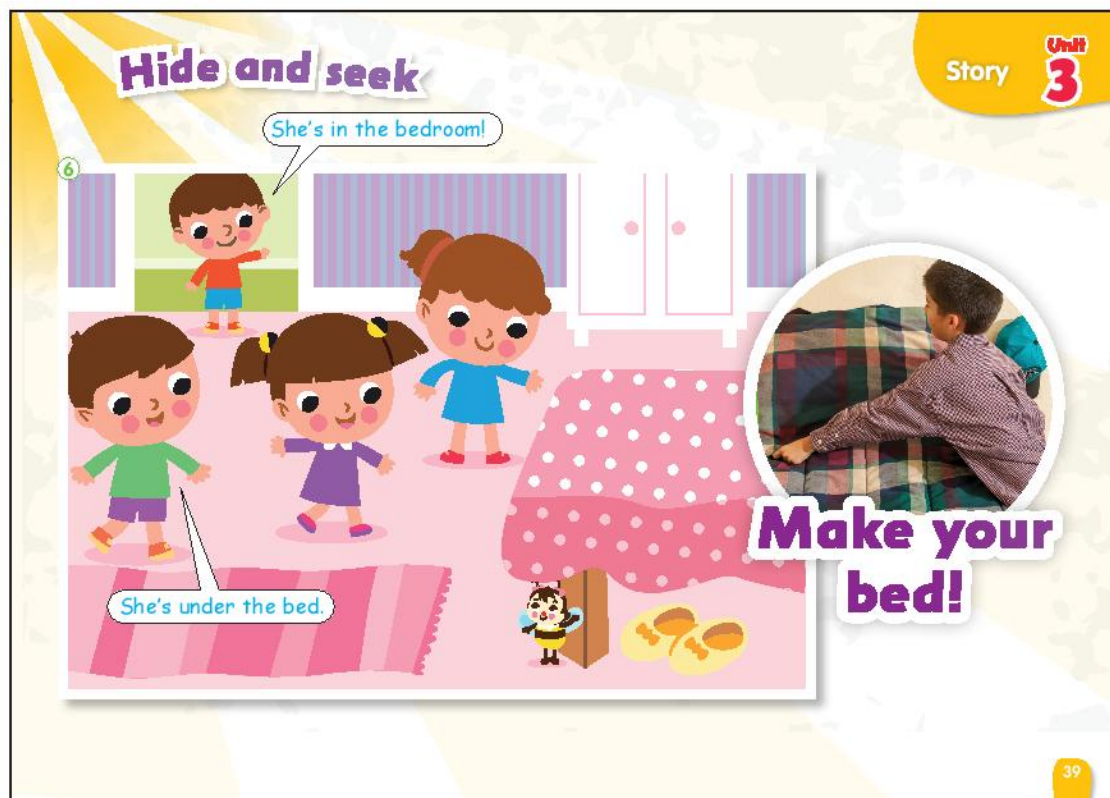 Hide and seek
Story
Unit
3
She's in the bedroom!
6
She's under the bed.
Make your
bed!
39